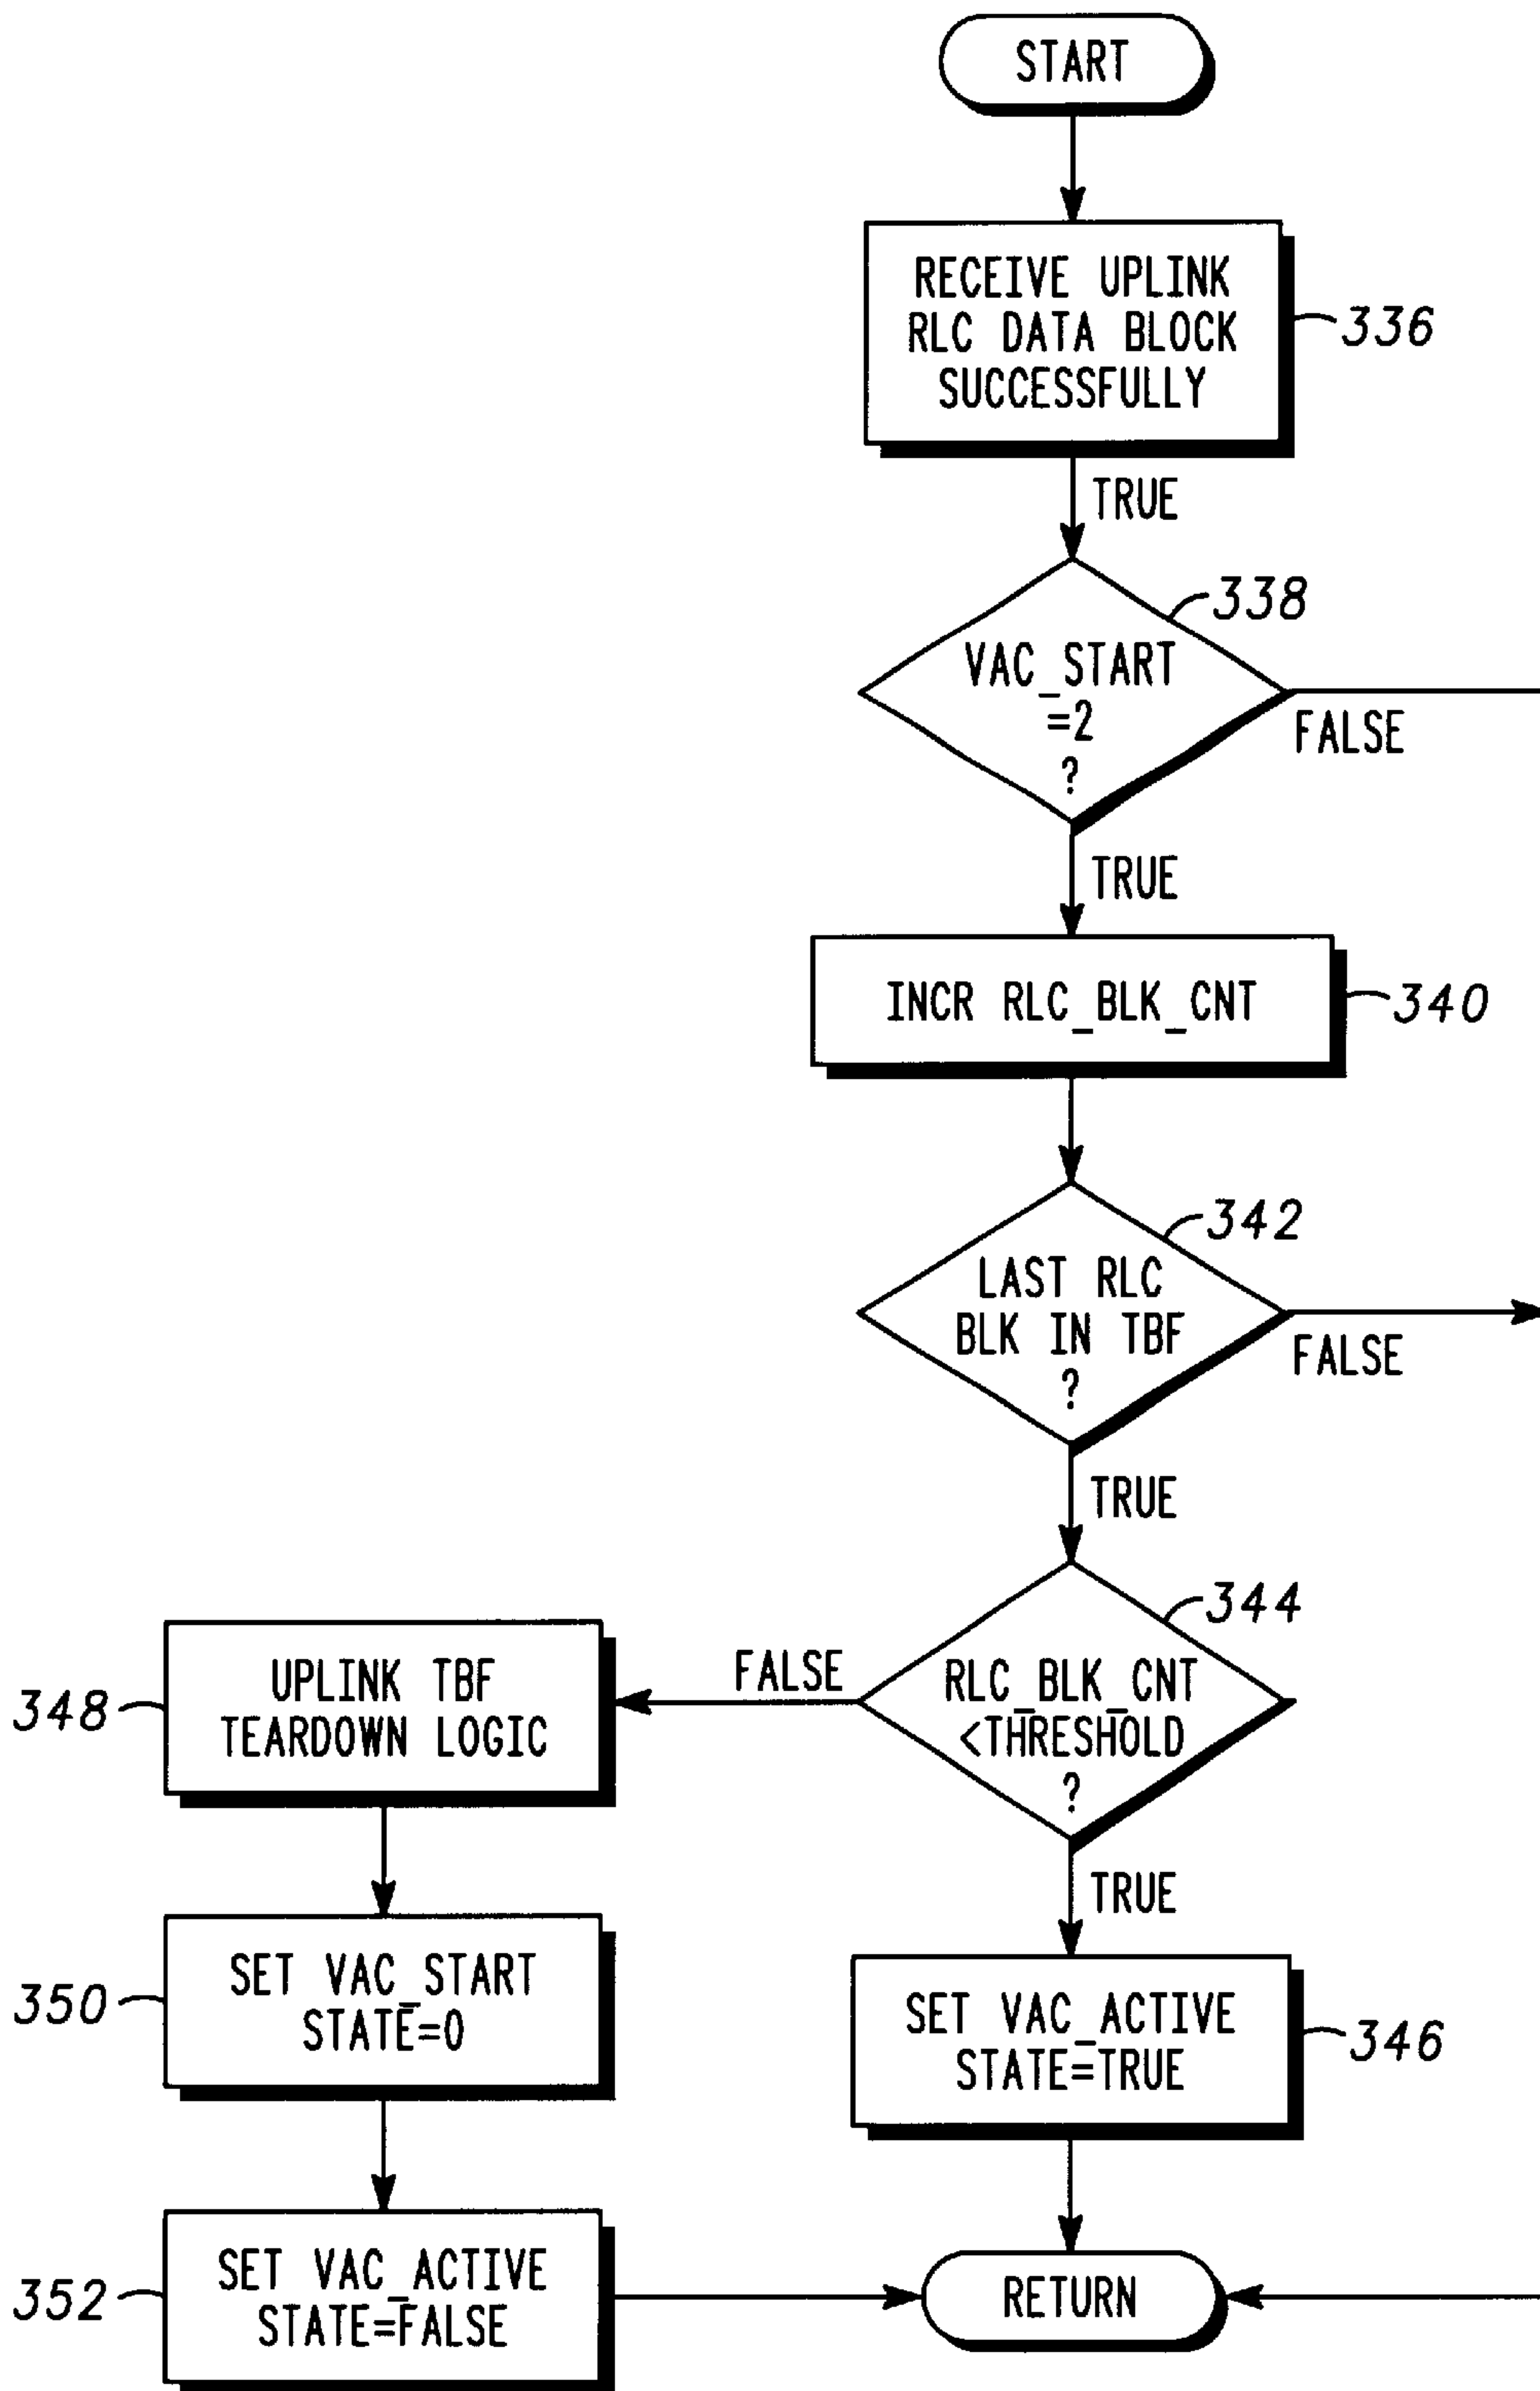 START
RECEIVE UPLINK
RLC DATA BLOCK
SUCCESSFULLY
336
TRUE
338
VAC_START
=2
?
FALSE
TRUE
INCR RLC_BLK_CNT
340
342
LAST RLC
BLK IN TBF
?
FALSE
TRUE
344
RLC_BLK_CNT
<THRESHOLD
?
FALSE
UPLINK TBF
TEARDOWN LOGIC
348
TRUE
SET VAC_START
STATE=0
350
SET VAC_ACTIVE
STATE=TRUE
346
SET VAC_ACTIVE
STATE=FALSE
352
RETURN